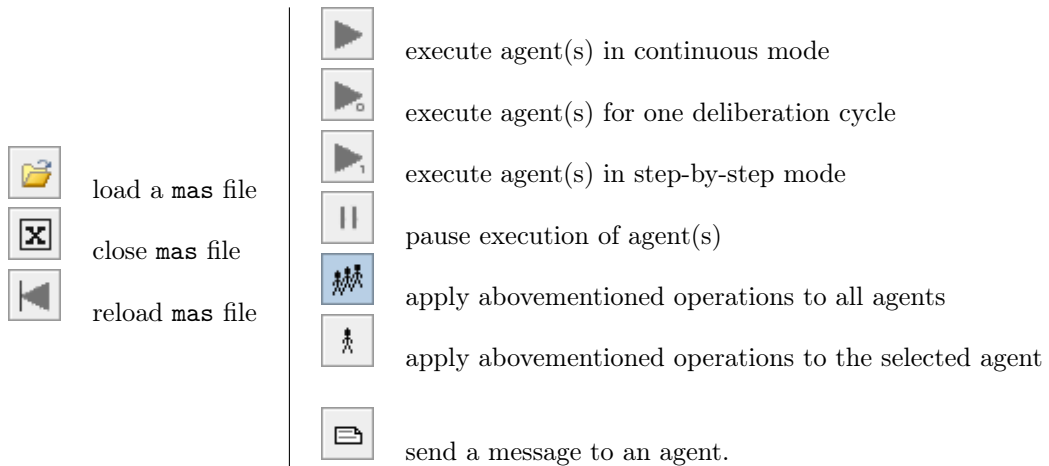 load a mas file
close mas file
reload mas file
execute agent(s) in continuous mode
execute agent(s) for one deliberation cycle
execute agent(s) in step-by-step mode
pause execution of agent(s)
apply abovementioned operations to all agents
apply abovementioned operations to the selected agent
send a message to an agent.